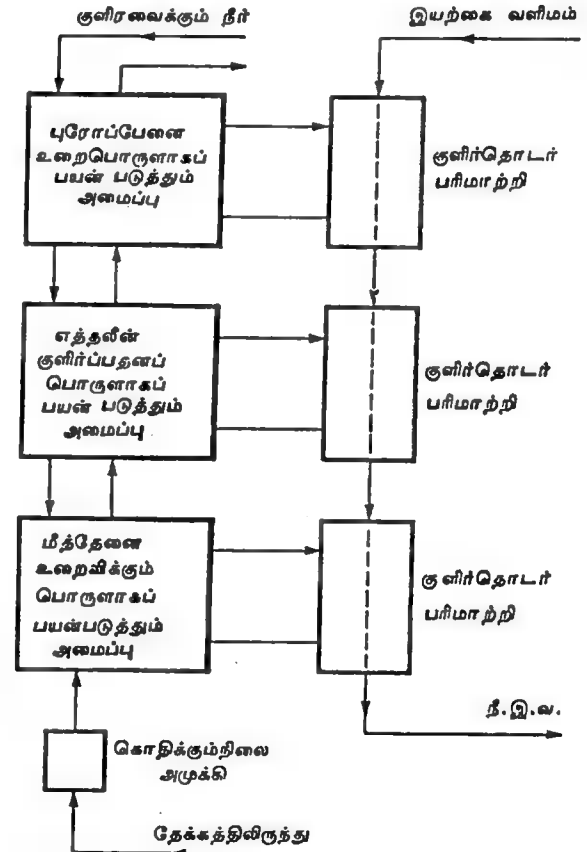 குளிரவைக்கும் நீர்
இயற்கை வளிமம்
புரோப்பேனை
உறைபொருளாகப்
பயன் படுத்தும்
அமைப்பு
குளிர்தொடர்
பரிமாற்றி
எத்தலீன்
குளிர்ப்பதனப்
பொருளாகப்
பயன் படுத்தும்
அமைப்பு
குளிர்தொடர்
பரிமாற்றி
மீத்தேனை
உறைவிக்கும்
பொருளாகப்
பயன்படுத்தும்
அமைப்பு
குளிர்தொடர்
பரிமாற்றி
நீ.இ.வ.
கொதிக்கும்நிலை
அமுக்கி
தேக்கத்திலிருந்து